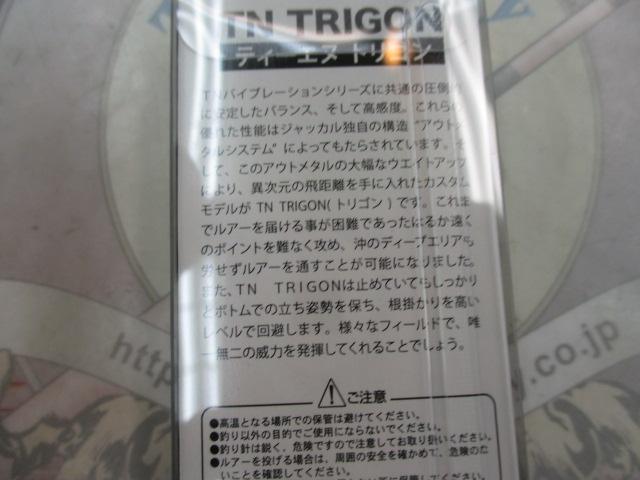 TN TRIGON
ティーエヌ トリゴン
TNバイブレーションシリーズに共通の圧倒的
に安定したバランス、そして高感度。これらの
優れた性能はジャッカル独自の構造“アウトメ
タルシステム”によってもたらされています。そ
して、このアウトメタルの大幅なウエイトアップ
により、異次元の飛距離を手に入れたカスタム
モデルが TN TRIGON(トリゴン)です。これま
でルアーを届ける事が困難であったはるか遠く
のポイントを難なく攻め、沖のディープエリアも
労せずルアーを通すことが可能になりました。
また、TN TRIGONは止めていてもしっかり
とボトムでの立ち姿勢を保ち、根掛かりを高い
レベルで回避します。様々なフィールドで、唯
一無二の威力を発揮してくれることでしょう。
http
y.co.jp
ご注意
●高温となる場所での保管は避けてください。
●釣り以外の目的でご使用にならないでください。
●釣り針は鋭く、危険ですので注意してお取り扱いください。
●ルアーを投げる場合は、周囲の安全を確かめて、危険のな
いことを確認してください。